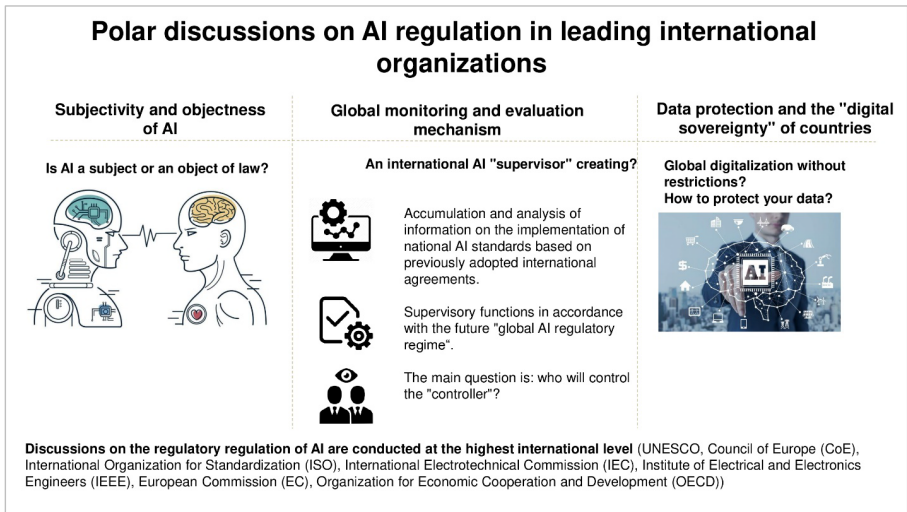 Polar discussions on AI regulation in leading international
organizations
Subjectivity and objectness
of AI
Is AI a subject or an object of law?
Global monitoring and evaluation
mechanism
An international AI "supervisor" creating?
Accumulation and analysis of
information on the implementation of
national AI standards based on
previously adopted international
agreements.
Supervisory functions in accordance
with the future "global AI regulatory
regime“.
The main question is: who will control
the "controller"?
Data protection and the "digital
sovereignty" of countries
Global digitalization without
restrictions?
How to protect your data?
AI
Discussions on the regulatory regulation of AI are conducted at the highest international level (UNESCO, Council of Europe (CoE),
International Organization for Standardization (ISO), International Electrotechnical Commission (IEC), Institute of Electrical and Electronics
Engineers (IEEE), European Commission (EC), Organization for Economic Cooperation and Development (OECD))